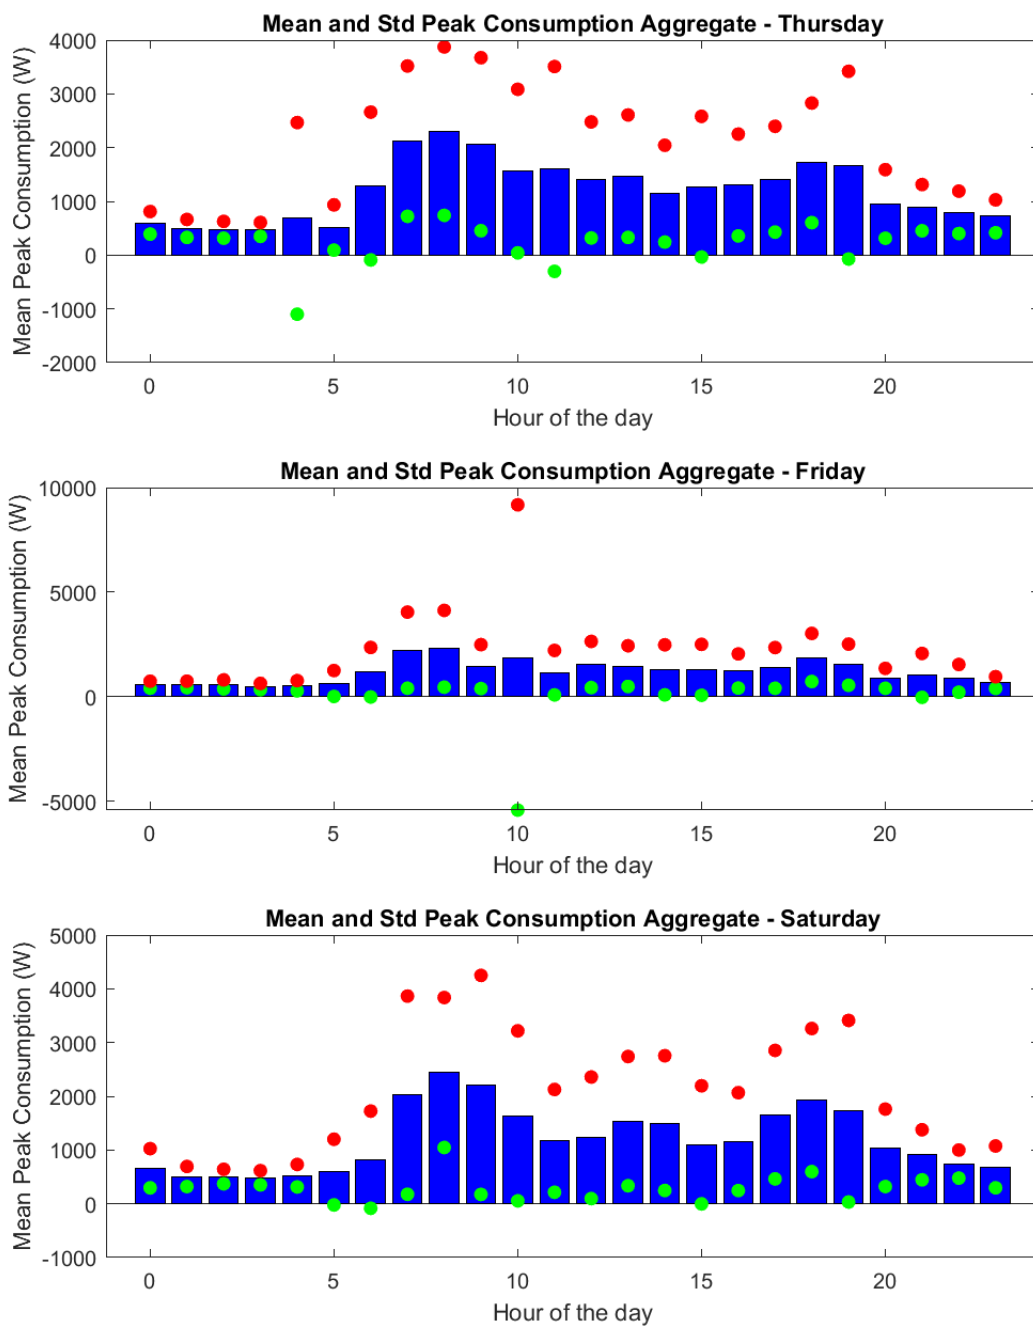 Mean and Std Peak Consumption Aggregate - Thursday
Mean Peak Consumption (W)
4000
3000
2000
1000
0
-1000
-2000
0 5 10 15 20
Hour of the day
Mean and Std Peak Consumption Aggregate - Friday
Mean Peak Consumption (W)
10000
5000
0
-5000
0 5 10 15 20
Hour of the day
Mean and Std Peak Consumption Aggregate - Saturday
Mean Peak Consumption (W)
5000
4000
3000
2000
1000
0
-1000
0 5 10 15 20
Hour of the day